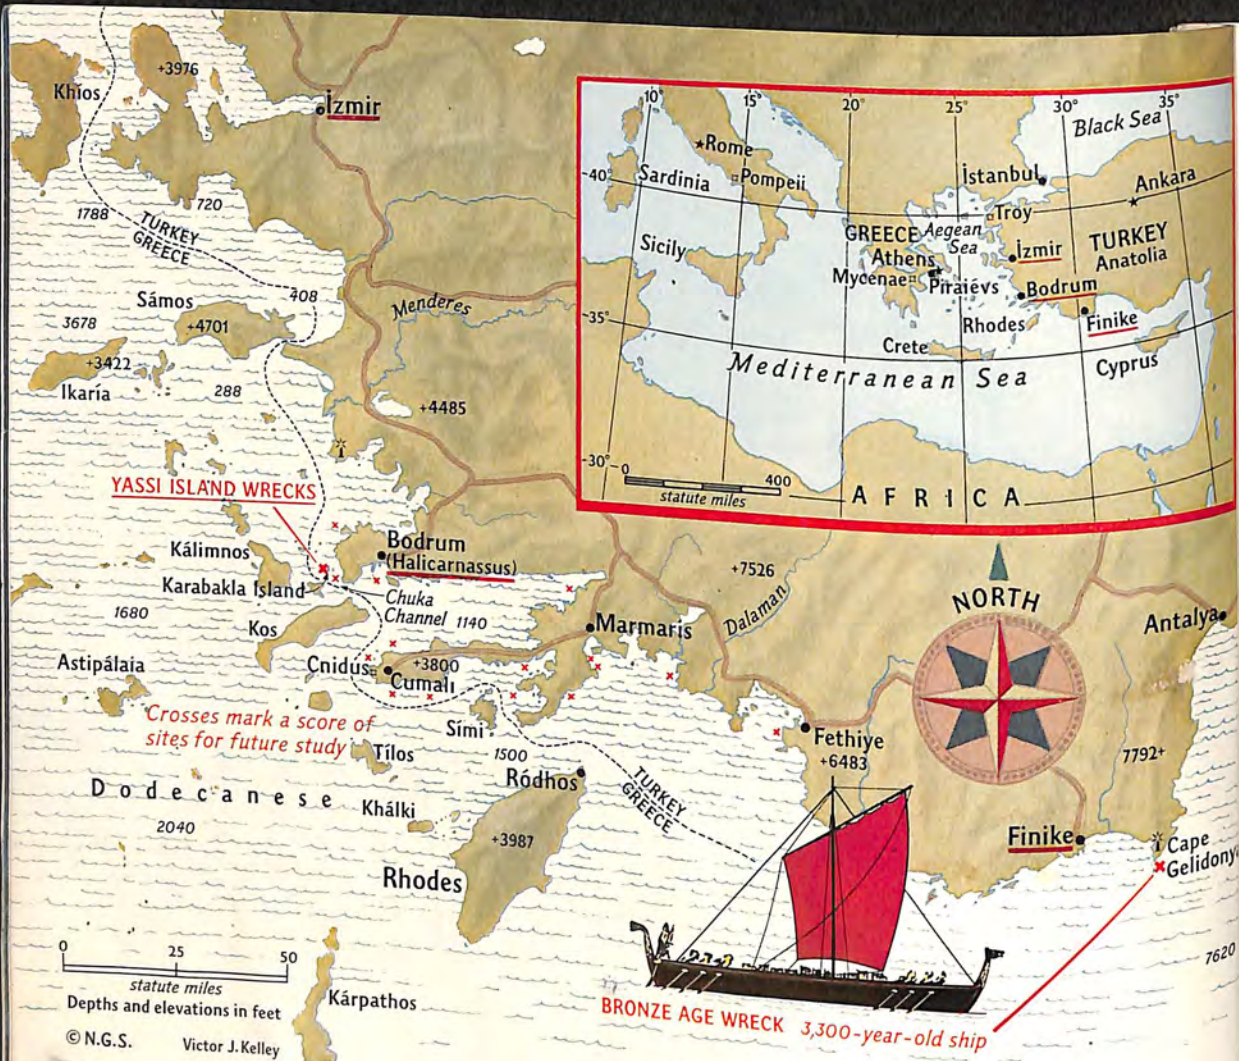 Khíos
+3976
İzmir
1788
720
TURKEY
GREECE
408
Menderes
Sámos
3678
+4701
+3422
Ikaría
288
+4485
YASSI ISLAND WRECKS
Bodrum
(Halicarnassus)
Kálimnos
Karabakla Island
Chuka
Channel 1140
1680
Kos
Marmaris
+7526
Dalaman
Astipálaia
Cnidus
+3800
Cumalı
Crosses mark a score of
sites for future study
Sími
1500
Tílos
Ródhos
TURKEY
GREECE
Fethiye
+6483
Dodecanese
Khálki
2040
+3987
Rhodes
Kárpathos
NORTH
Antalya
7792+
Finike
Cape
Gelidony
7620
BRONZE AGE WRECK 3,300-year-old ship
0 25 50
statute miles
Depths and elevations in feet
© N.G.S. Victor J. Kelley
10° 15° 20° 25° 30° 35°
Black Sea
Rome
40°
Sardinia
Pompeii
İstanbul
Ankara
Troy
GREECE
Aegean
Sea
TURKEY
Anatolia
İzmir
Sicily
Athens
Mycenae
Piraiévs
Bodrum
35°
Rhodes
Finike
Crete
Cyprus
Mediterranean Sea
30°
0 400
statute miles
AFRICA